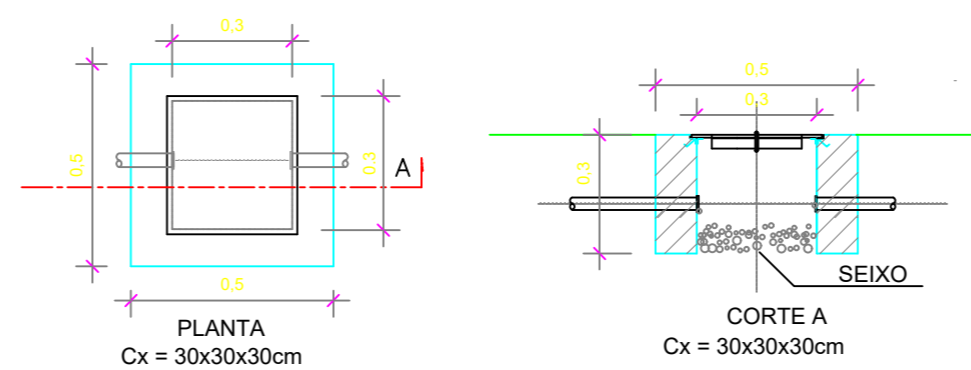 0.3
0,5
0.3
A
0,5
PLANTA
Cx = 30x30x30cm
0,5
0.3
0.3
SEIXO
CORTE A
Cx = 30x30x30cm